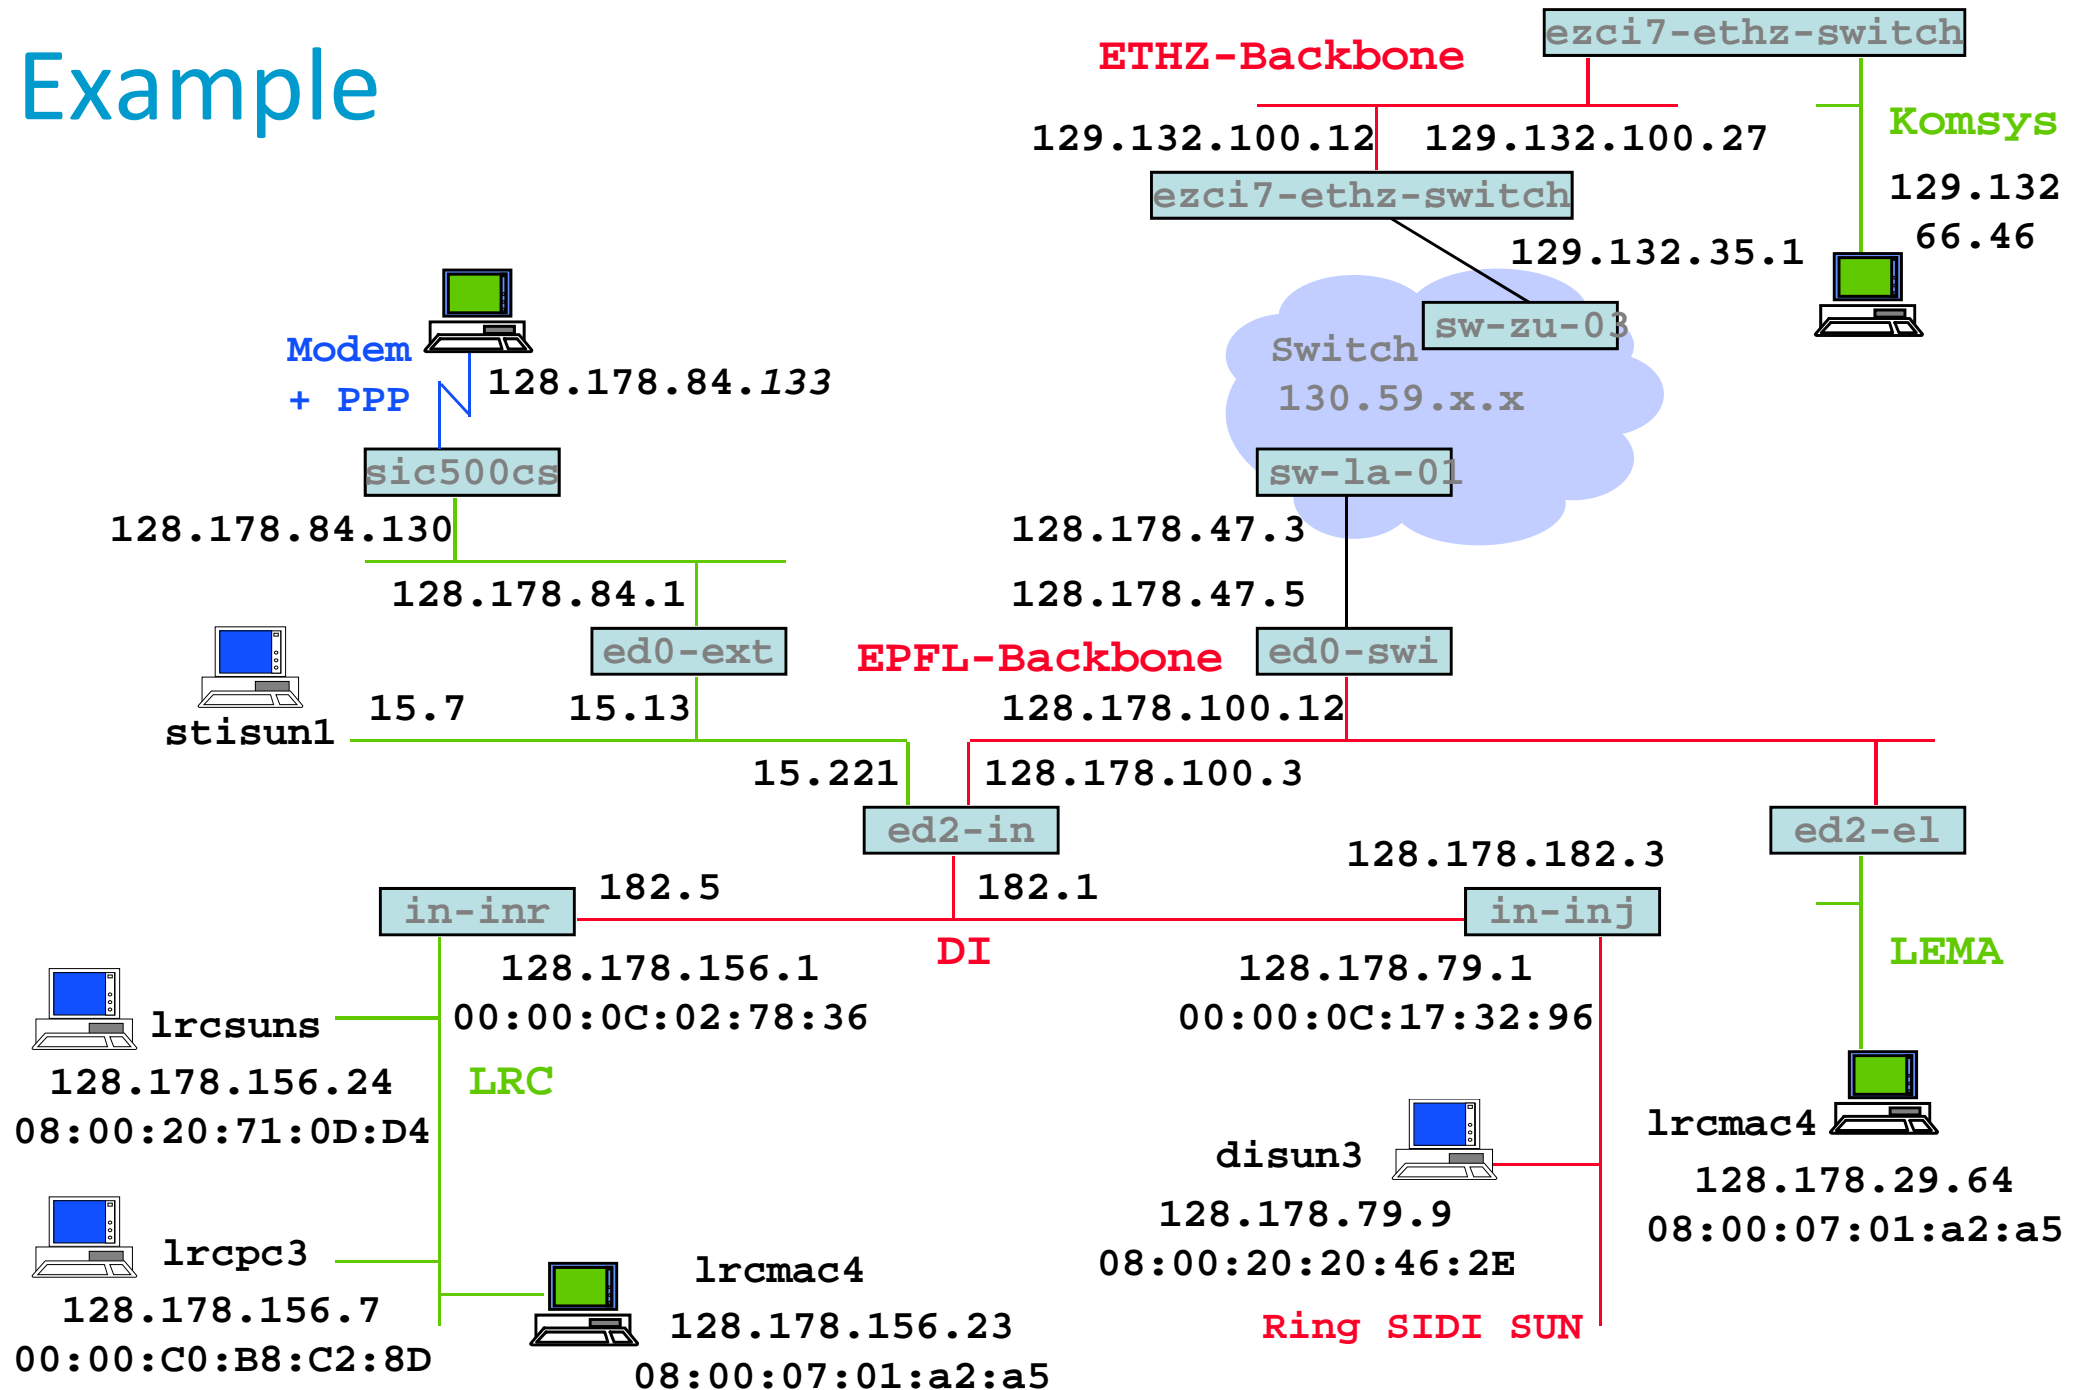 Example
ETHZ-Backbone
ezci7-ethz-switch
129.132.100.12
129.132.100.27
Komsys
129.132
66.46
ezci7-ethz-switch
129.132.35.1
sw-zu-03
Switch
130.59.x.x
sw-la-01
Modem
+ PPP
128.178.84.133
sic500cs
128.178.84.130
128.178.84.1
128.178.47.3
128.178.47.5
ed0-ext
EPFL-Backbone
ed0-swi
stisun1
15.7
15.13
128.178.100.12
15.221
128.178.100.3
ed2-in
ed2-el
128.178.182.3
182.5
182.1
in-inr
in-inj
DI
LEMA
128.178.156.1
00:00:0C:02:78:36
128.178.79.1
00:00:0C:17:32:96
lrcsuns
128.178.156.24
08:00:20:71:0D:D4
LRC
disun3
128.178.79.9
08:00:20:20:46:2E
lrcmac4
128.178.29.64
08:00:07:01:a2:a5
lrcpc3
128.178.156.7
00:00:C0:B8:C2:8D
lrcmac4
128.178.156.23
08:00:07:01:a2:a5
Ring SIDI SUN